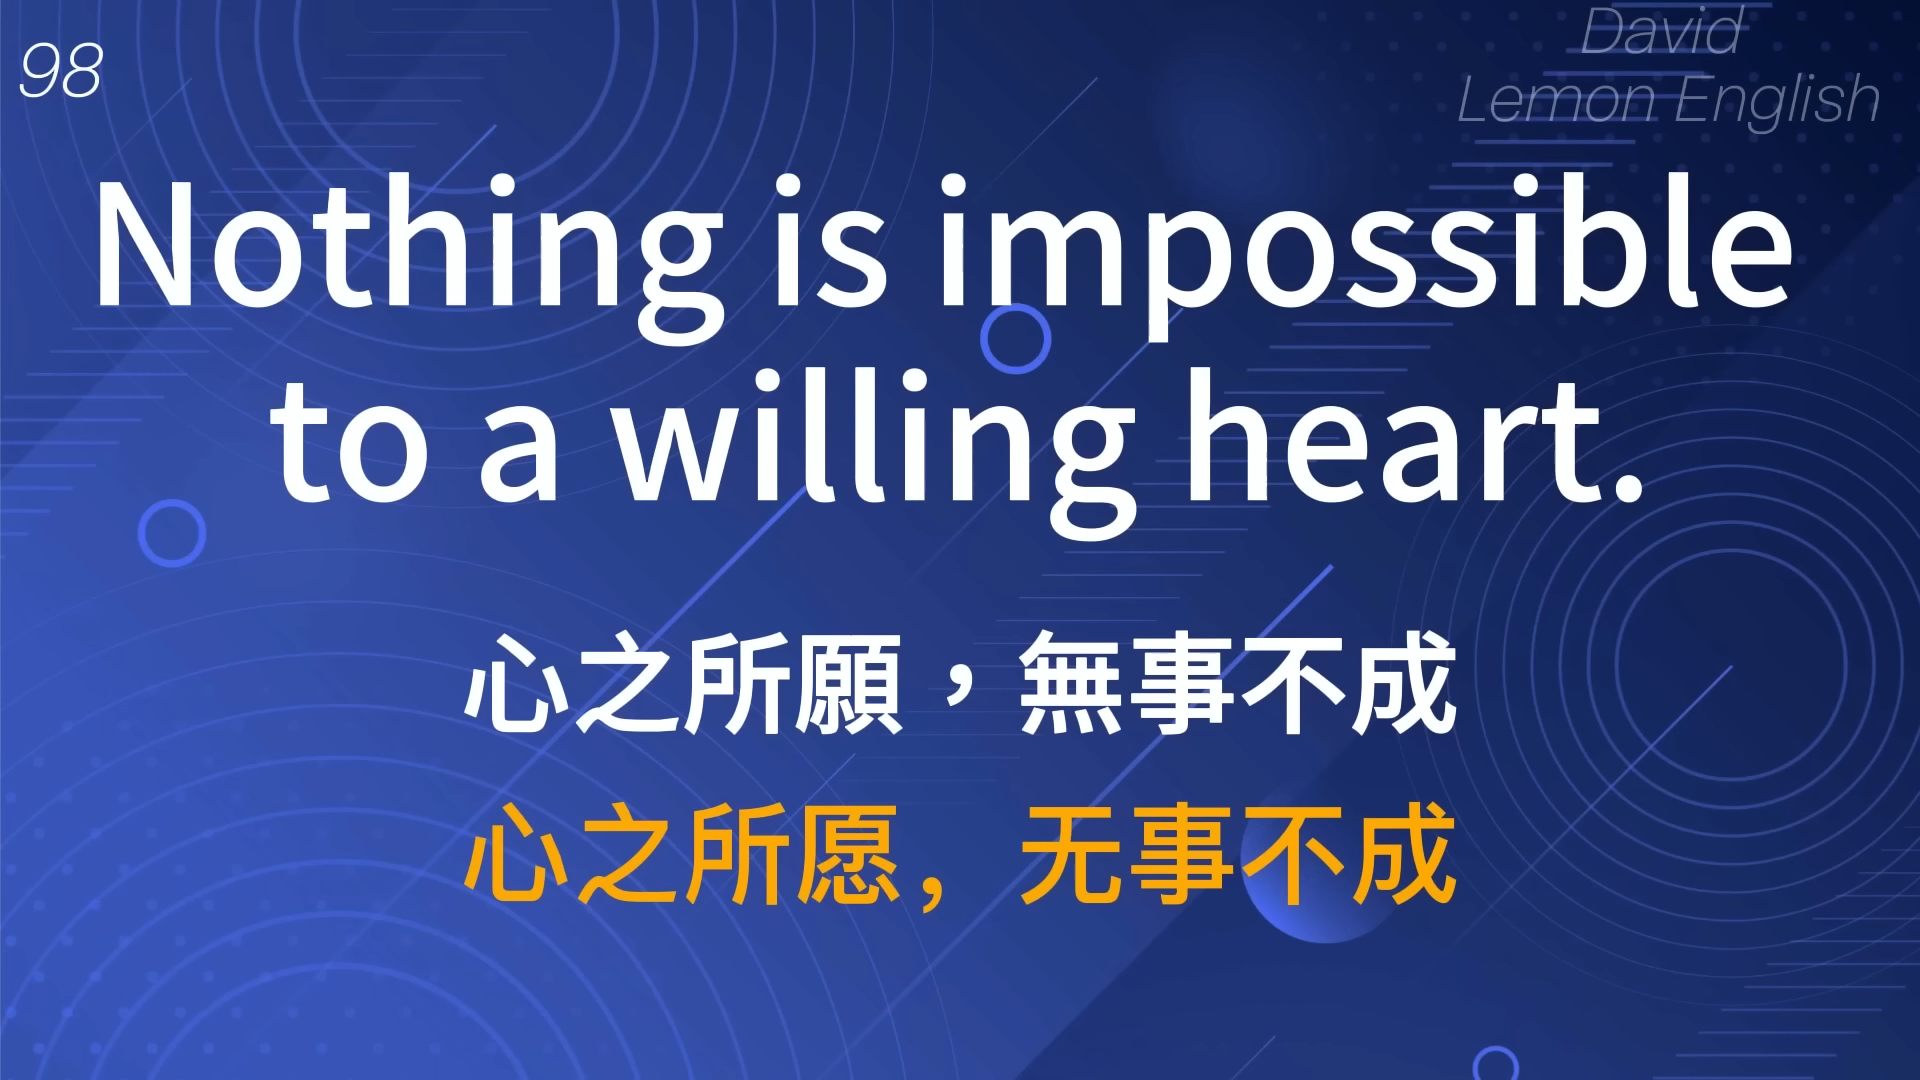 98
David
Lemon English
Nothing is impossible
to a willing heart.
心之所願，無事不成
心之所愿，无事不成